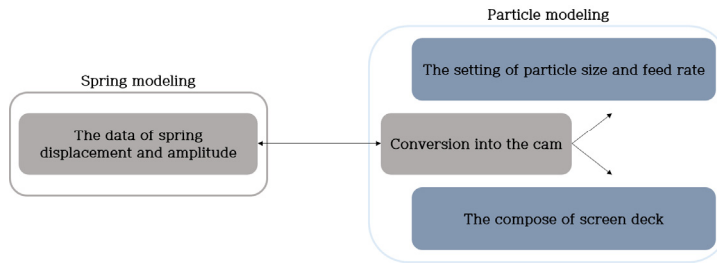 Particle modeling
Spring modeling
The setting of particle size and feed rate
The data of spring
displacement and amplitude
Conversion into the cam
The compose of screen deck